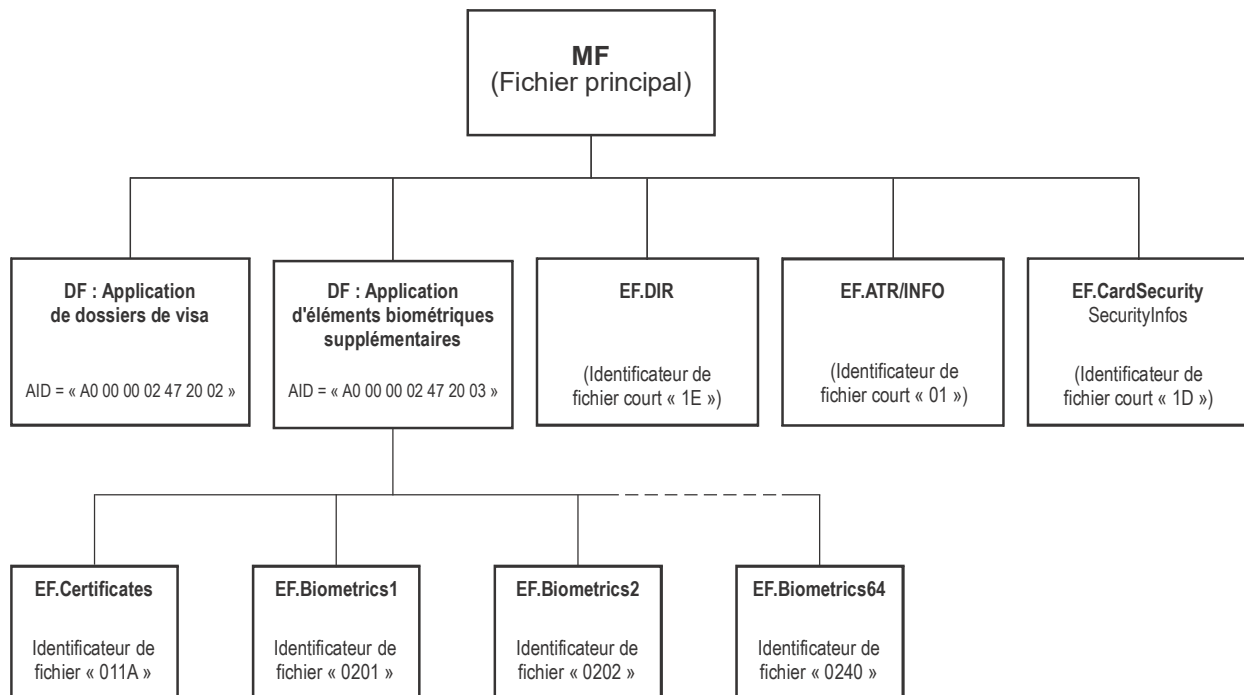 MF
(Fichier principal)
DF : Application
de dossiers de visa
AID = « A0 00 00 02 47 20 02 »
DF : Application
d'éléments biométriques
supplémentaires
AID = « A0 00 00 02 47 20 03 »
EF.DIR
(Identificateur de
fichier court « 1E »)
EF.ATR/INFO
(Identificateur de
fichier court « 01 »)
EF.CardSecurity
SecurityInfos
(Identificateur de
fichier court « 1D »)
EF.Certificates
Identificateur de
fichier « 011A »
EF.Biometrics1
Identificateur de
fichier « 0201 »
EF.Biometrics2
Identificateur de
fichier « 0202 »
EF.Biometrics64
Identificateur de
fichier « 0240 »